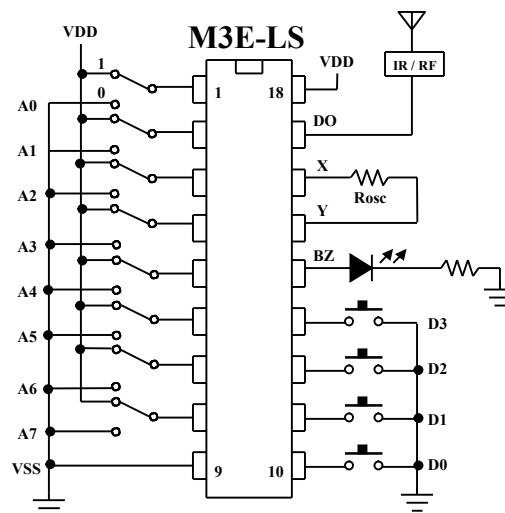 VDD
M3E-LS
VDD
IR / RF
1
0
1
18
A0
DO
A1
X
Rosc
A2
Y
A3
BZ
A4
D3
A5
D2
A6
D1
A7
VSS
9
10
D0